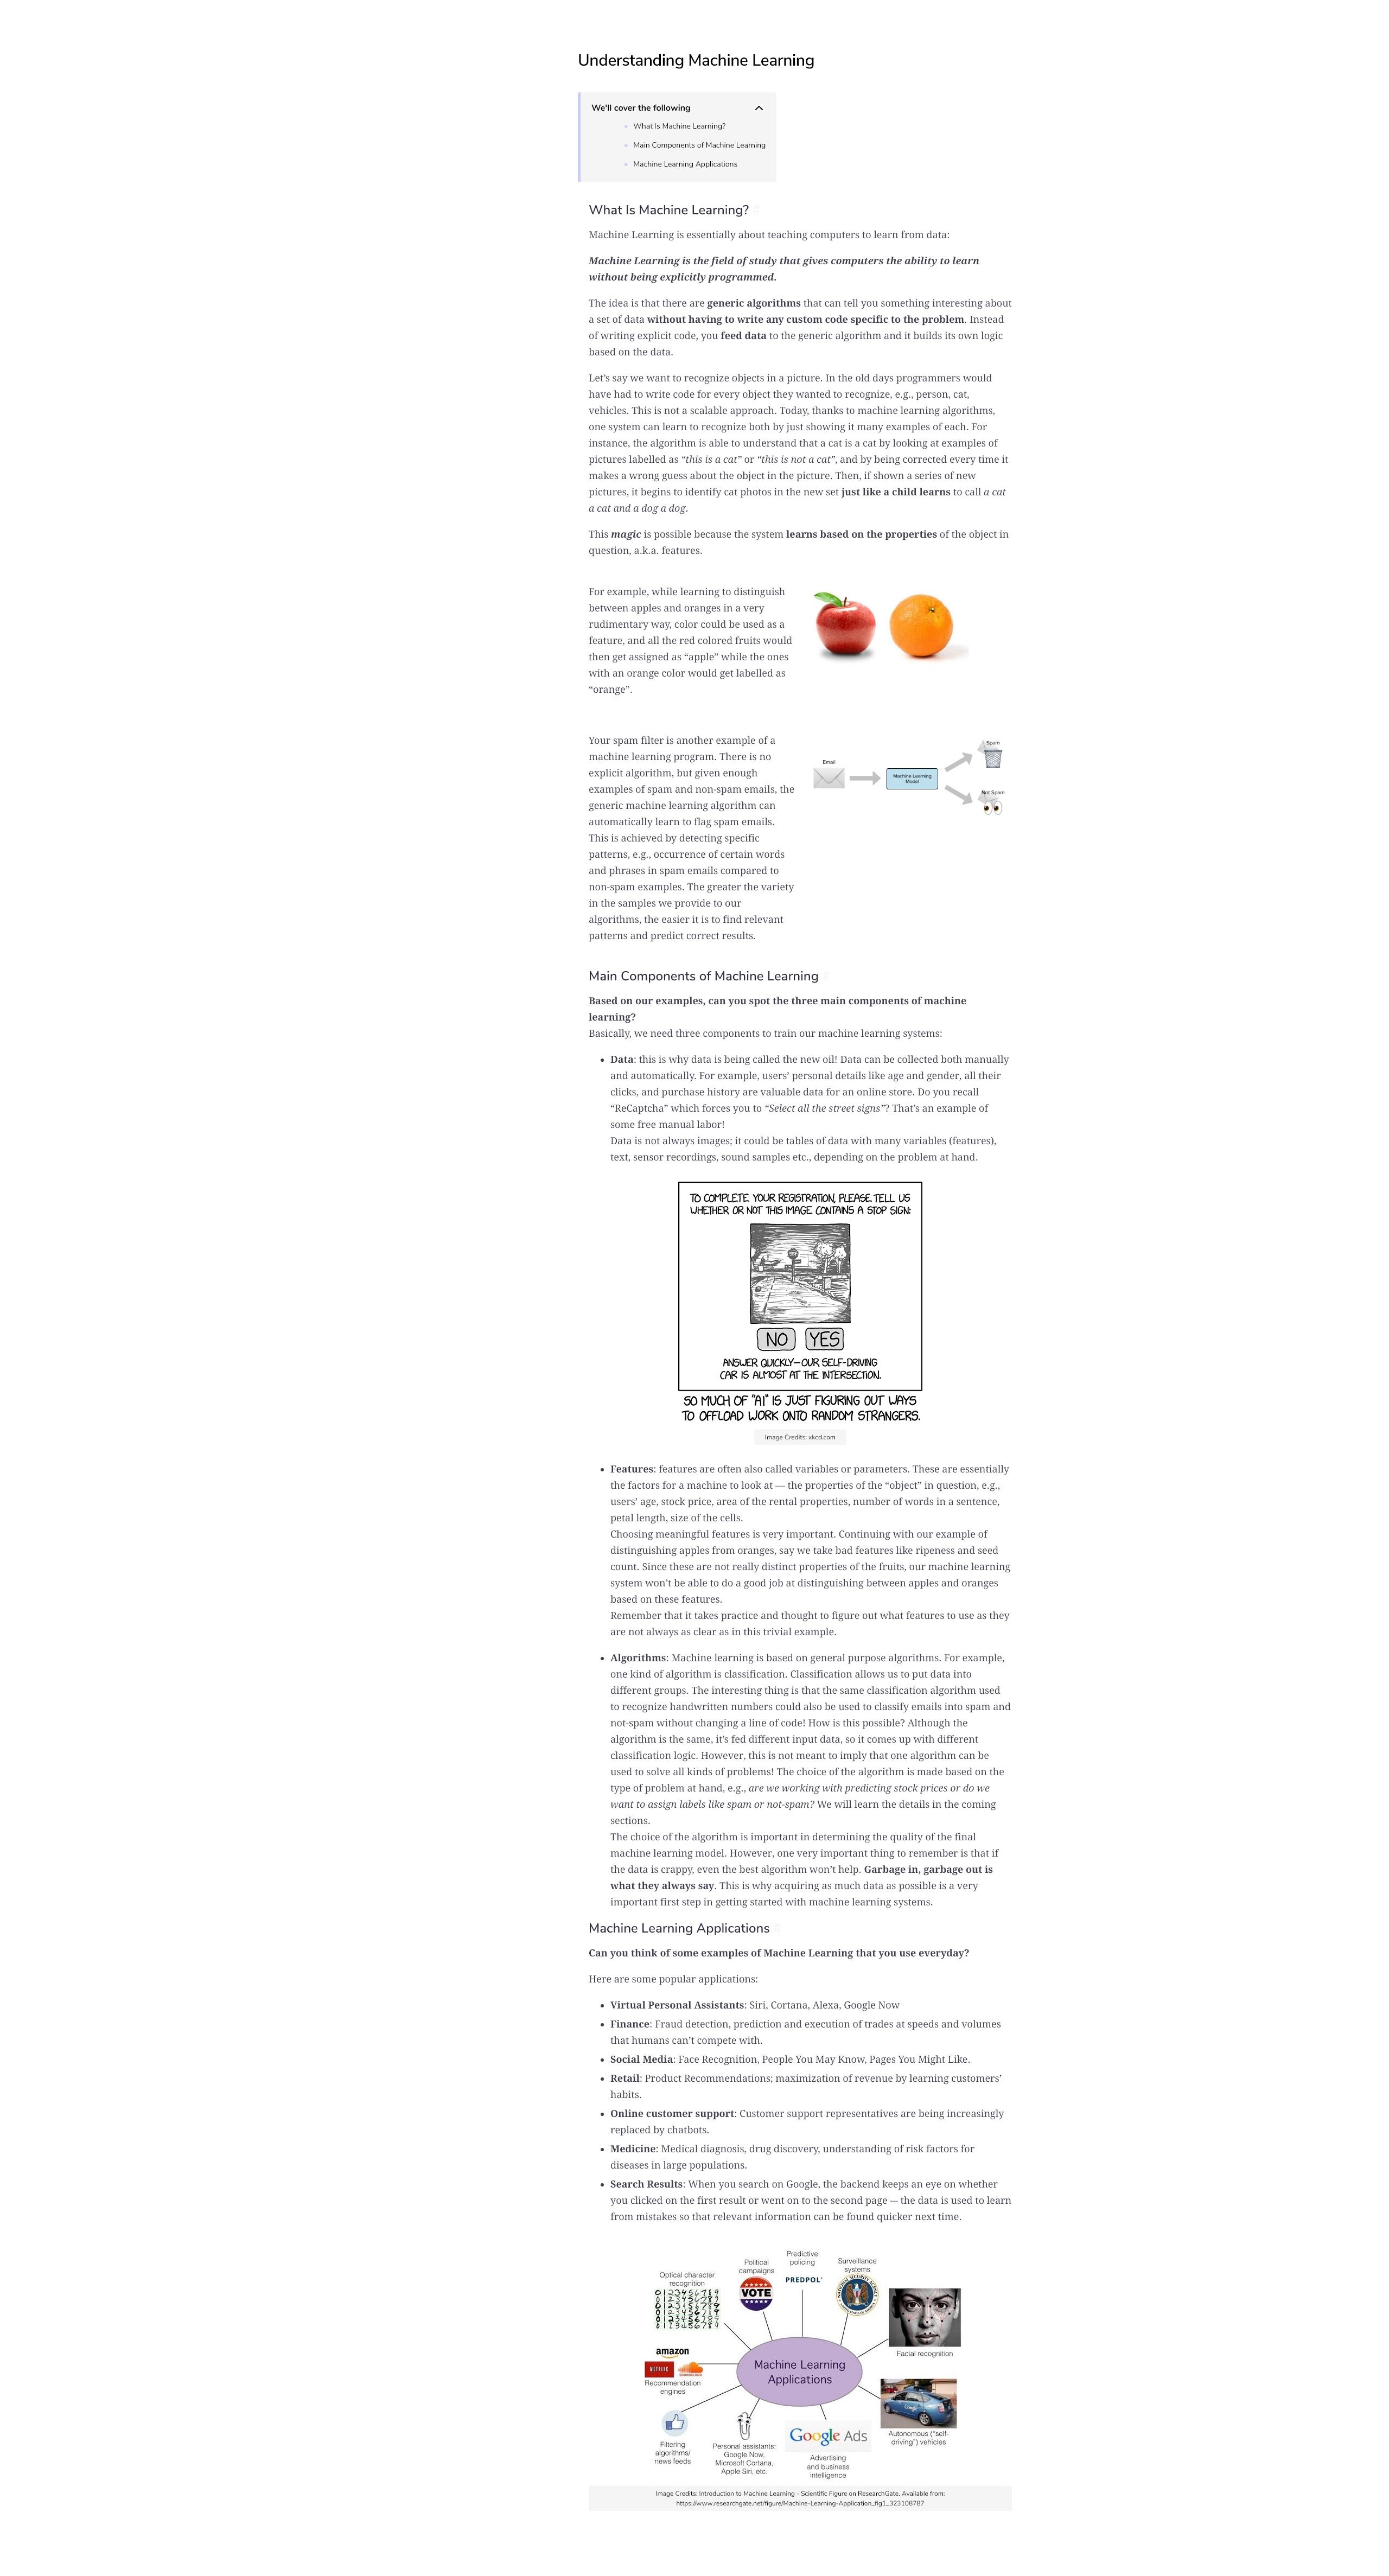 Understanding Machine Learning
We'll cover the following
What Is Machine Learning?
Main Components of Machine Learning
Machine Learning Applications
What Is Machine Learning?
Machine Learning is essentially about teaching computers to learn from data:
Machine Learning is the field of study that gives computers the ability to learn
without being explicitly programmed.
The idea is that there are generic algorithms that can tell you something interesting about
a set of data without having to write any custom code specific to the problem. Instead
of writing explicit code, you feed data to the generic algorithm and it builds its own logic
based on the data.
Let's say we want to recognize objects in a picture. In the old days programmers would
have had to write code for every object they wanted to recognize, e.g., person, cat,
vehicles. This is not a scalable approach. Today, thanks to machine learning algorithms,
one system can learn to recognize both by just showing it many examples of each. For
instance, the algorithm is able to understand that a cat is a cat by looking at examples of
pictures labelled as “this is a cat” or “this is not a cat”, and by being corrected every time it
makes a wrong guess about the object in the picture. Then, if shown a series of new
pictures, it begins to identify cat photos in the new set just like a child learns to call a cat
a cat and a dog a dog.
This magic is possible because the system learns based on the properties of the object in
question, a.k.a. features.
For example, while learning to distinguish
between apples and oranges in a very
rudimentary way, color could be used as a
feature, and all the red colored fruits would
then get assigned as “apple” while the ones
with an orange color would get labelled as
“orange”.
Your spam filter is another example of a
machine learning program. There is no
explicit algorithm, but given enough
examples of spam and non-spam emails, the
generic machine learning algorithm can
automatically learn to flag spam emails.
This is achieved by detecting specific
patterns, e.g., occurrence of certain words
and phrases in spam emails compared to
non-spam examples. The greater the variety
in the samples we provide to our
algorithms, the easier it is to find relevant
patterns and predict correct results.
Email
Machine Learning
Model
Spam
Not Spam
Main Components of Machine Learning
Based on our examples, can you spot the three main components of machine
learning?
Basically, we need three components to train our machine learning systems:
Data: this is why data is being called the new oil! Data can be collected both manually
and automatically. For example, users' personal details like age and gender, all their
clicks, and purchase history are valuable data for an online store. Do you recall
“ReCaptcha” which forces you to “Select all the street signs”? That's an example of
some free manual labor!
Data is not always images; it could be tables of data with many variables (features),
text, sensor recordings, sound samples etc., depending on the problem at hand.
TO COMPLETE YOUR REGISTRATION, PLEASE TELL US
WHETHER OR NOT THIS IMAGE CONTAINS A STOP SIGN:
STOP
NO YES
ANSWER QUICKLY—OUR SELF-DRIVING
CAR IS ALMOST AT THE INTERSECTION.
SO MUCH OF "AI" IS JUST FIGURING OUT WAYS
TO OFFLOAD WORK ONTO RANDOM STRANGERS.
Image Credits: xkcd.com
Features: features are often also called variables or parameters. These are essentially
the factors for a machine to look at — the properties of the “object” in question, e.g.,
users' age, stock price, area of the rental properties, number of words in a sentence,
petal length, size of the cells.
Choosing meaningful features is very important. Continuing with our example of
distinguishing apples from oranges, say we take bad features like ripeness and seed
count. Since these are not really distinct properties of the fruits, our machine learning
system won't be able to do a good job at distinguishing between apples and oranges
based on these features.
Remember that it takes practice and thought to figure out what features to use as they
are not always as clear as in this trivial example.
Algorithms: Machine learning is based on general purpose algorithms. For example,
one kind of algorithm is classification. Classification allows us to put data into
different groups. The interesting thing is that the same classification algorithm used
to recognize handwritten numbers could also be used to classify emails into spam and
not-spam without changing a line of code! How is this possible? Although the
algorithm is the same, it's fed different input data, so it comes up with different
classification logic. However, this is not meant to imply that one algorithm can be
used to solve all kinds of problems! The choice of the algorithm is made based on the
type of problem at hand, e.g., are we working with predicting stock prices or do we
want to assign labels like spam or not-spam? We will learn the details in the coming
sections.
The choice of the algorithm is important in determining the quality of the final
machine learning model. However, one very important thing to remember is that if
the data is crappy, even the best algorithm won't help. Garbage in, garbage out is
what they always say. This is why acquiring as much data as possible is a very
important first step in getting started with machine learning systems.
Machine Learning Applications
Can you think of some examples of Machine Learning that you use everyday?
Here are some popular applications:
Virtual Personal Assistants: Siri, Cortana, Alexa, Google Now
Finance: Fraud detection, prediction and execution of trades at speeds and volumes
that humans can't compete with.
Social Media: Face Recognition, People You May Know, Pages You Might Like.
Retail: Product Recommendations; maximization of revenue by learning customers'
habits.
Online customer support: Customer support representatives are being increasingly
replaced by chatbots.
Medicine: Medical diagnosis, drug discovery, understanding of risk factors for
diseases in large populations.
Search Results: When you search on Google, the backend keeps an eye on whether
you clicked on the first result or went on to the second page -- the data is used to learn
from mistakes so that relevant information can be found quicker next time.
Optical character
recognition
Political
campaigns
VOTE
Predictive
policing
PREDPOL
Surveillance
systems
Facial recognition
amazon
NETFLIX
Recommendation
engines
Machine Learning
Applications
Autonomous (“self-
driving”) vehicles
Filtering
algorithms/
news feeds
Personal assistants:
Google Now,
Microsoft Cortana,
Apple Siri, etc.
Google Ads
Advertising
and business
intelligence
Image Credits: Introduction to Machine Learning - Scientific Figure on ResearchGate. Available from:
https://www.researchgate.net/figure/Machine-Learning-Application_fig1_323108787